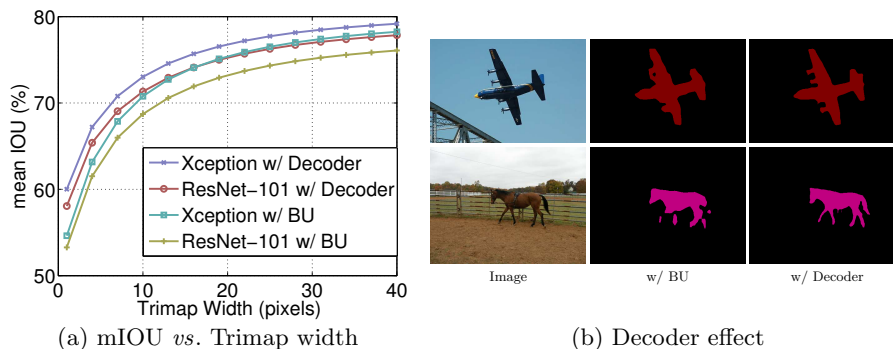 80
70
60
50
mean IOU (%)
Xception w/ Decoder
ResNet−101 w/ Decoder
Xception w/ BU
ResNet−101 w/ BU
0 10 20 30 40
Trimap Width (pixels)
(a) mIOU vs. Trimap width
Image w/ BU w/ Decoder
(b) Decoder effect